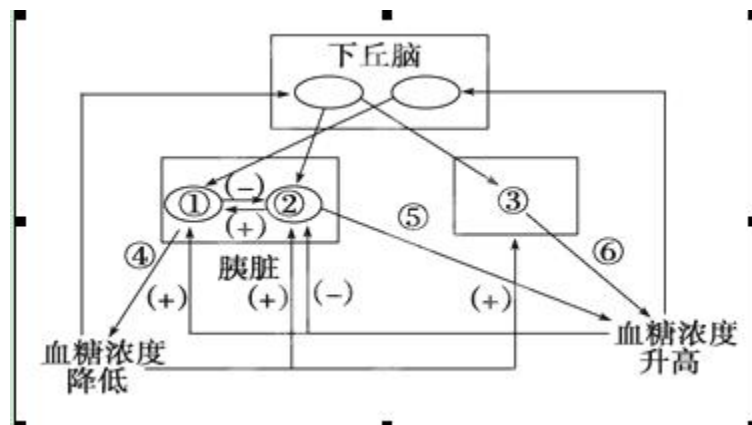 下丘脑
① (-) ②
(+)
③
⑤
④
胰脏
⑥
(+) (+) (-) (+)
血糖浓度
降低
血糖浓度
升高